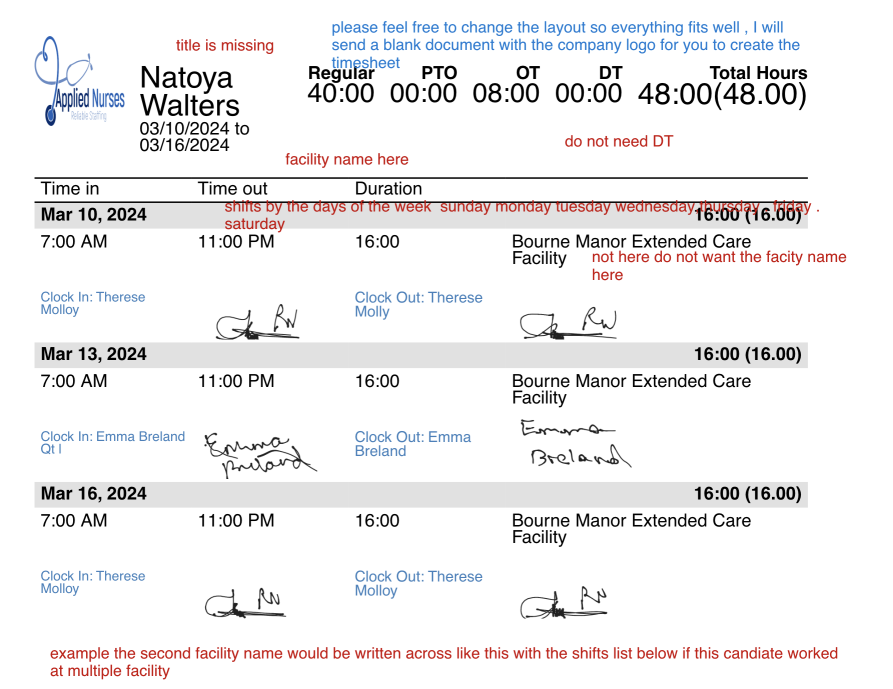 please feel free to change the layout so everything fits well , I will
title is missing
send a blank document with the company logo for you to create the
timesheet
Applied Nurses
Reliable Staffing
Natoya
Walters
03/10/2024 to
03/16/2024
Regular PTO OT DT Total Hours
40:00 00:00 08:00 00:00 48:00(48.00)
do not need DT
facility name here
Time in Time out Duration
shifts by the days of the week sunday monday tuesday wednesday thursday friday .
saturday
Mar 10, 2024 16:00 (16.00)
7:00 AM 11:00 PM 16:00 Bourne Manor Extended Care
Facility
not here do not want the facity name
here
Clock In: Therese
Molloy
RN
Clock Out: Therese
Molly
RN
Mar 13, 2024 16:00 (16.00)
7:00 AM 11:00 PM 16:00 Bourne Manor Extended Care
Facility
Clock In: Emma Breland
Qt l
Emma
Breland
Clock Out: Emma
Breland
Emma
Breland
Mar 16, 2024 16:00 (16.00)
7:00 AM 11:00 PM 16:00 Bourne Manor Extended Care
Facility
Clock In: Therese
Molloy
RN
Clock Out: Therese
Molloy
RN
example the second facility name would be written across like this with the shifts list below if this candiate worked
at multiple facility